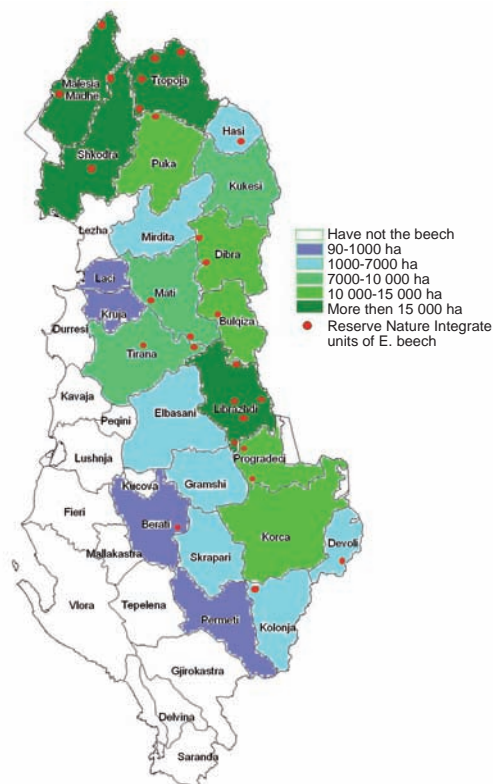 Malesia
Madhe
Tropoja
Hasi
Shkodra
Puka
Kukesi
Lezha
Mirdita
Dibra
Laci
Mati
Kruja
Bulqiza
Durresi
Tirana
Kavaja
Elbasani
Librazhdi
Peqini
Lushnja
Progradeci
Kucova
Gramshi
Fieri
Berati
Korca
Devoli
Mallakastra
Skrapari
Vlora
Tepelena
Permeti
Kolonja
Gjirokastra
Delvina
Saranda
Have not the beech
90-1000 ha
1000-7000 ha
7000-10 000 ha
10 000-15 000 ha
More then 15 000 ha
Reserve Nature Integrate
units of E. beech